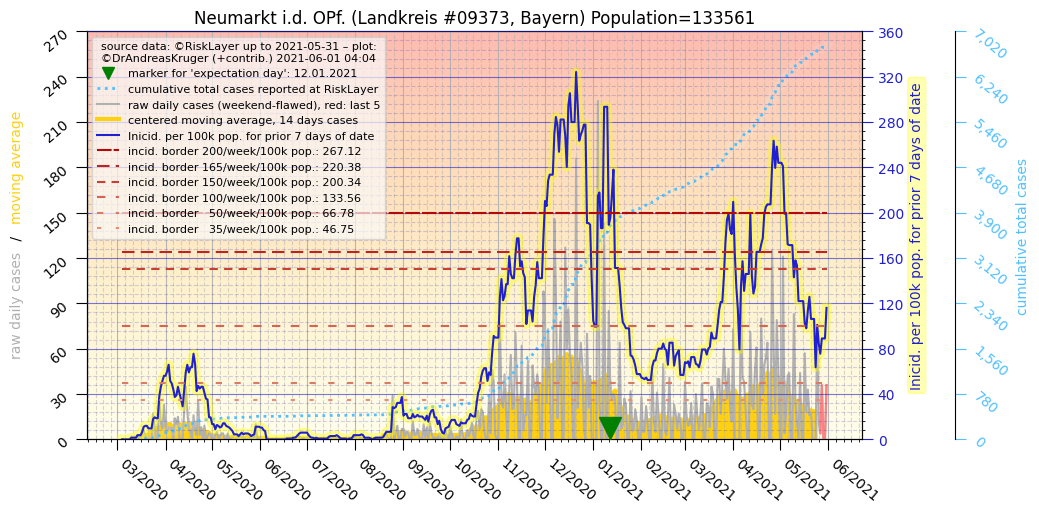 Neumarkt i.d. OPf. (Landkreis #09373, Bayern) Population=133561
source data: ©RiskLayer up to 2021-05-31 – plot:
©DrAndreasKruger (+contrib.) 2021-06-01 04:04
marker for 'expectation day': 12.01.2021
cumulative total cases reported at RiskLayer
raw daily cases (weekend-flawed), red: last 5
centered moving average, 14 days cases
Inicid. per 100k pop. for prior 7 days of date
incid. border 200/week/100k pop.: 267.12
incid. border 165/week/100k pop.: 220.38
incid. border 150/week/100k pop.: 200.34
incid. border 100/week/100k pop.: 133.56
incid. border   50/week/100k pop.: 66.78
incid. border   35/week/100k pop.: 46.75
raw daily cases   /   moving average
270
240
210
180
150
120
90
60
30
0
360
320
280
240
200
160
120
80
40
0
Inicid. per 100k pop. for prior 7 days of date
7,020
6,240
5,460
4,680
3,900
3,120
2,340
1,560
780
0
cumulative total cases
03/2020
04/2020
05/2020
06/2020
07/2020
08/2020
09/2020
10/2020
11/2020
12/2020
01/2021
02/2021
03/2021
04/2021
05/2021
06/2021